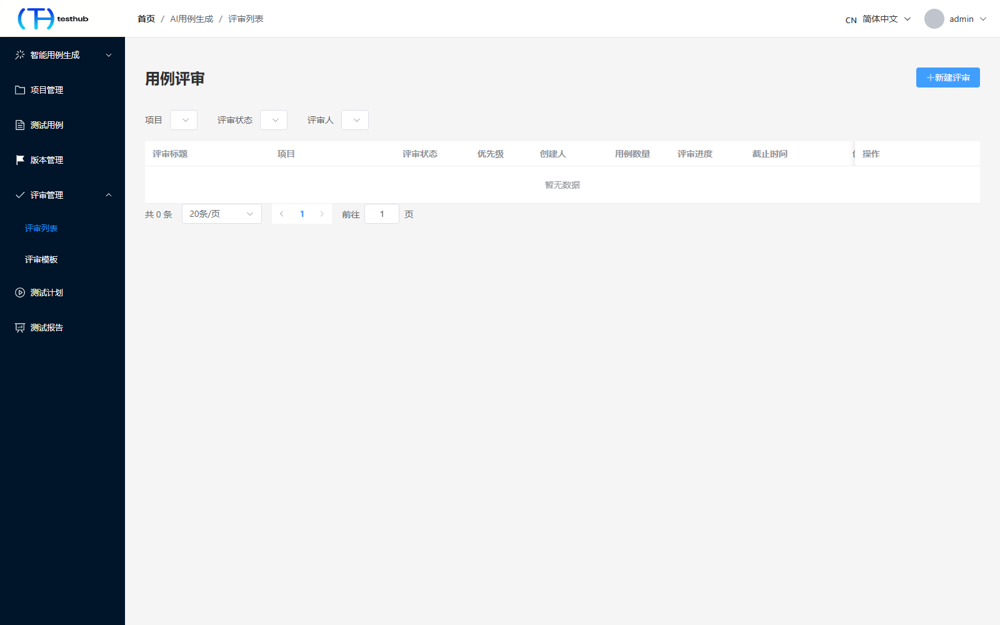 testhub
首页 / AI用例生成 / 评审列表
CN 简体中文
admin
智能用例生成
项目管理
测试用例
版本管理
评审管理
评审列表
评审模板
测试计划
测试报告
用例评审
新建评审
项目 评审状态 评审人
评审标题 项目 评审状态 优先级 创建人 用例数量 评审进度 截止时间 操作
暂无数据
共 0 条 20条/页 1 前往 1 页